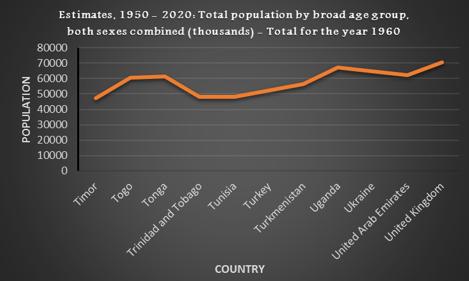 Estimates, 1950 - 2020: Total population by broad age group,
both sexes combined (thousands) - Total for the year 1960
80000
70000
60000
50000
40000
30000
20000
10000
0
POPULATION
Timor
Togo
Tonga
Trinidad and Tobago
Tunisia
Turkey
Turkmenistan
Uganda
Ukraine
United Arab Emirates
United Kingdom
COUNTRY